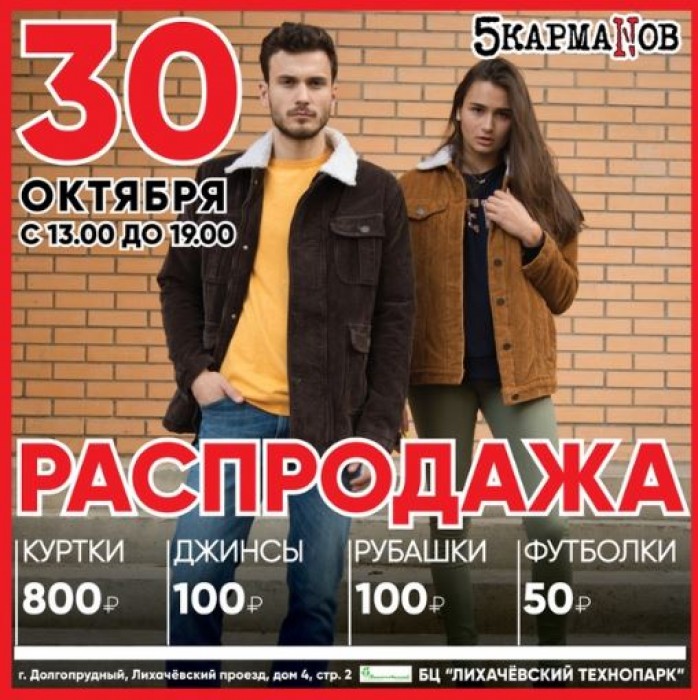 5КАРМАNОВ
30
ОКТЯБРЯ
С 13.00 ДО 19.00
РАСПРОДАЖА
КУРТКИ ДЖИНСЫ РУБАШКИ ФУТБОЛКИ
800₽ 100₽ 100₽ 50₽
г. Долгопрудный, Лихачёвский проезд, дом 4, стр. 2 БЦ "ЛИХАЧЁВСКИЙ ТЕХНОПАРК"